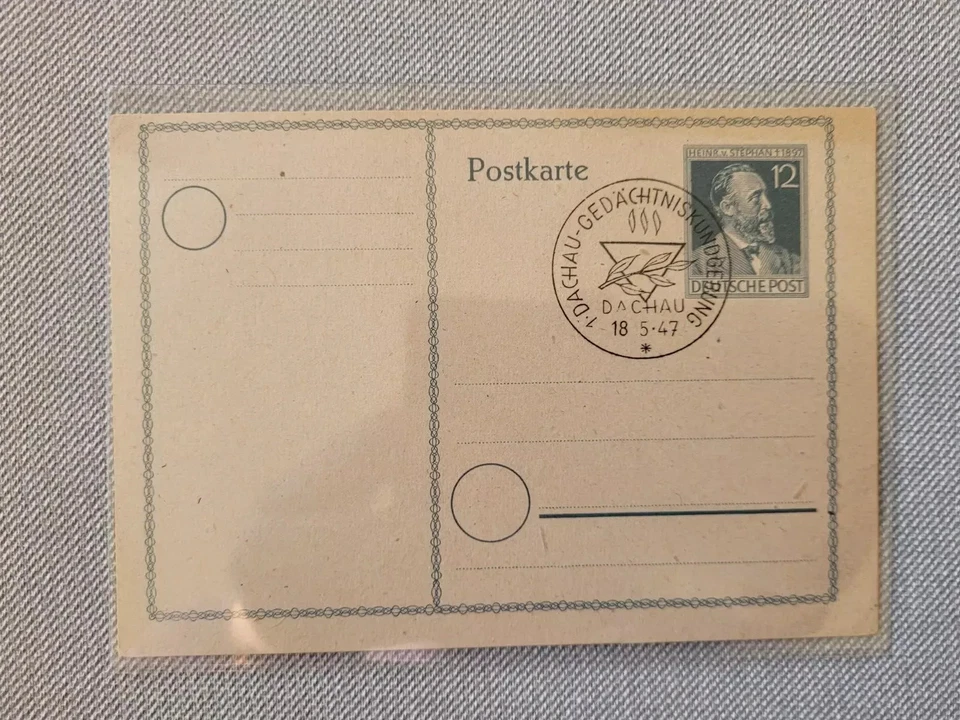 Postkarte
HEINR. v. STEPHAN † 1897
12
DEUTSCHE POST
1·DACHAU-GEDÄCHTNISKUNDGEBUNG
DACHAU
18 5·47
*